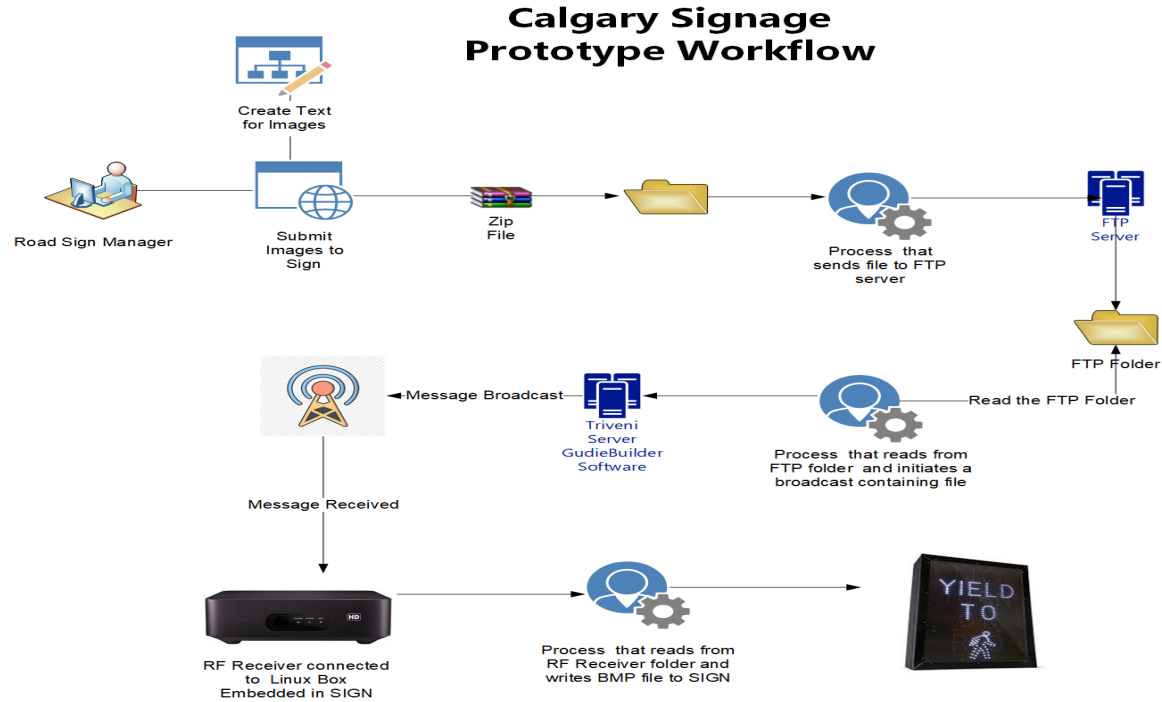 Calgary Signage
Prototype Workflow
Create Text
for Images
Road Sign Manager
Submit
Images to
Sign
Zip
File
Process that
sends file to FTP
server
FTP
Server
FTP Folder
Read the FTP Folder
Process that reads from
FTP folder and initiates a
broadcast containing file
Triveni
Server
GudieBuilder
Software
Message Broadcast
Message Received
HD
RF Receiver connected
to Linux Box
Embedded in SIGN
Process that reads from
RF Receiver folder and
writes BMP file to SIGN
YIELD
TO